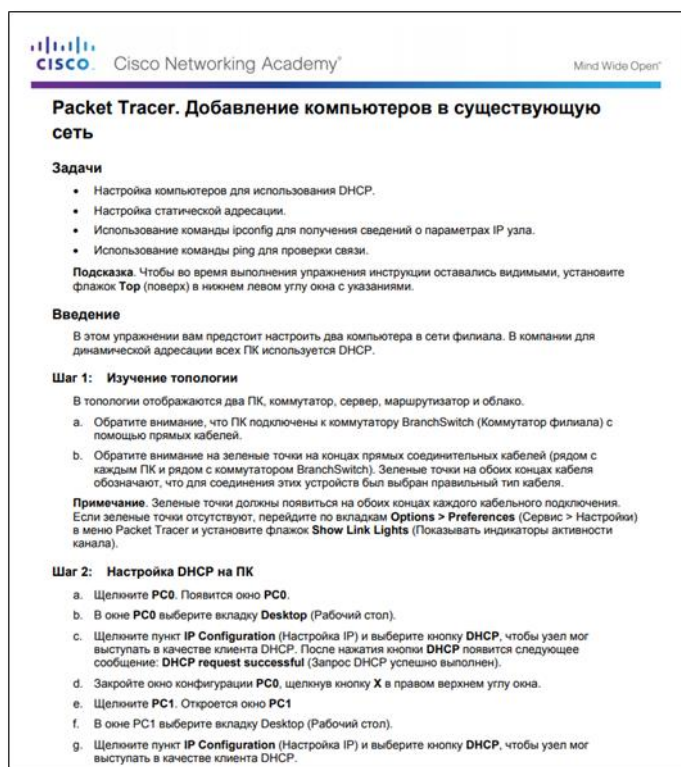 CISCO. Cisco Networking Academy® Mind Wide Open®
Packet Tracer. Добавление компьютеров в существующую
сеть
Задачи
• Настройка компьютеров для использования DHCP.
• Настройка статической адресации.
• Использование команды ipconfig для получения сведений о параметрах IP узла.
• Использование команды ping для проверки связи.
Подсказка. Чтобы во время выполнения упражнения инструкции оставались видимыми, установите
флажок Top (поверх) в нижнем левом углу окна с указаниями.
Введение
В этом упражнении вам предстоит настроить два компьютера в сети филиала. В компании для
динамической адресации всех ПК используется DHCP.
Шаг 1: Изучение топологии
В топологии отображаются два ПК, коммутатор, сервер, маршрутизатор и облако.
a. Обратите внимание, что ПК подключены к коммутатору BranchSwitch (Коммутатор филиала) с
помощью прямых кабелей.
b. Обратите внимание на зеленые точки на концах прямых соединительных кабелей (рядом с
каждым ПК и рядом с коммутатором BranchSwitch). Зеленые точки на обоих концах кабеля
обозначают, что для соединения этих устройств был выбран правильный тип кабеля.
Примечание. Зеленые точки должны появиться на обоих концах каждого кабельного подключения.
Если зеленые точки отсутствуют, перейдите по вкладкам Options > Preferences (Сервис > Настройки)
в меню Packet Tracer и установите флажок Show Link Lights (Показывать индикаторы активности
канала).
Шаг 2: Настройка DHCP на ПК
a. Щелкните PC0. Появится окно PC0.
b. В окне PC0 выберите вкладку Desktop (Рабочий стол).
c. Щелкните пункт IP Configuration (Настройка IP) и выберите кнопку DHCP, чтобы узел мог
выступать в качестве клиента DHCP. После нажатия кнопки DHCP появится следующее
сообщение: DHCP request successful (Запрос DHCP успешно выполнен).
d. Закройте окно конфигурации PC0, щелкнув кнопку X в правом верхнем углу окна.
e. Щелкните PC1. Откроется окно PC1
f. В окне PC1 выберите вкладку Desktop (Рабочий стол).
g. Щелкните пункт IP Configuration (Настройка IP) и выберите кнопку DHCP, чтобы узел мог
выступать в качестве клиента DHCP.